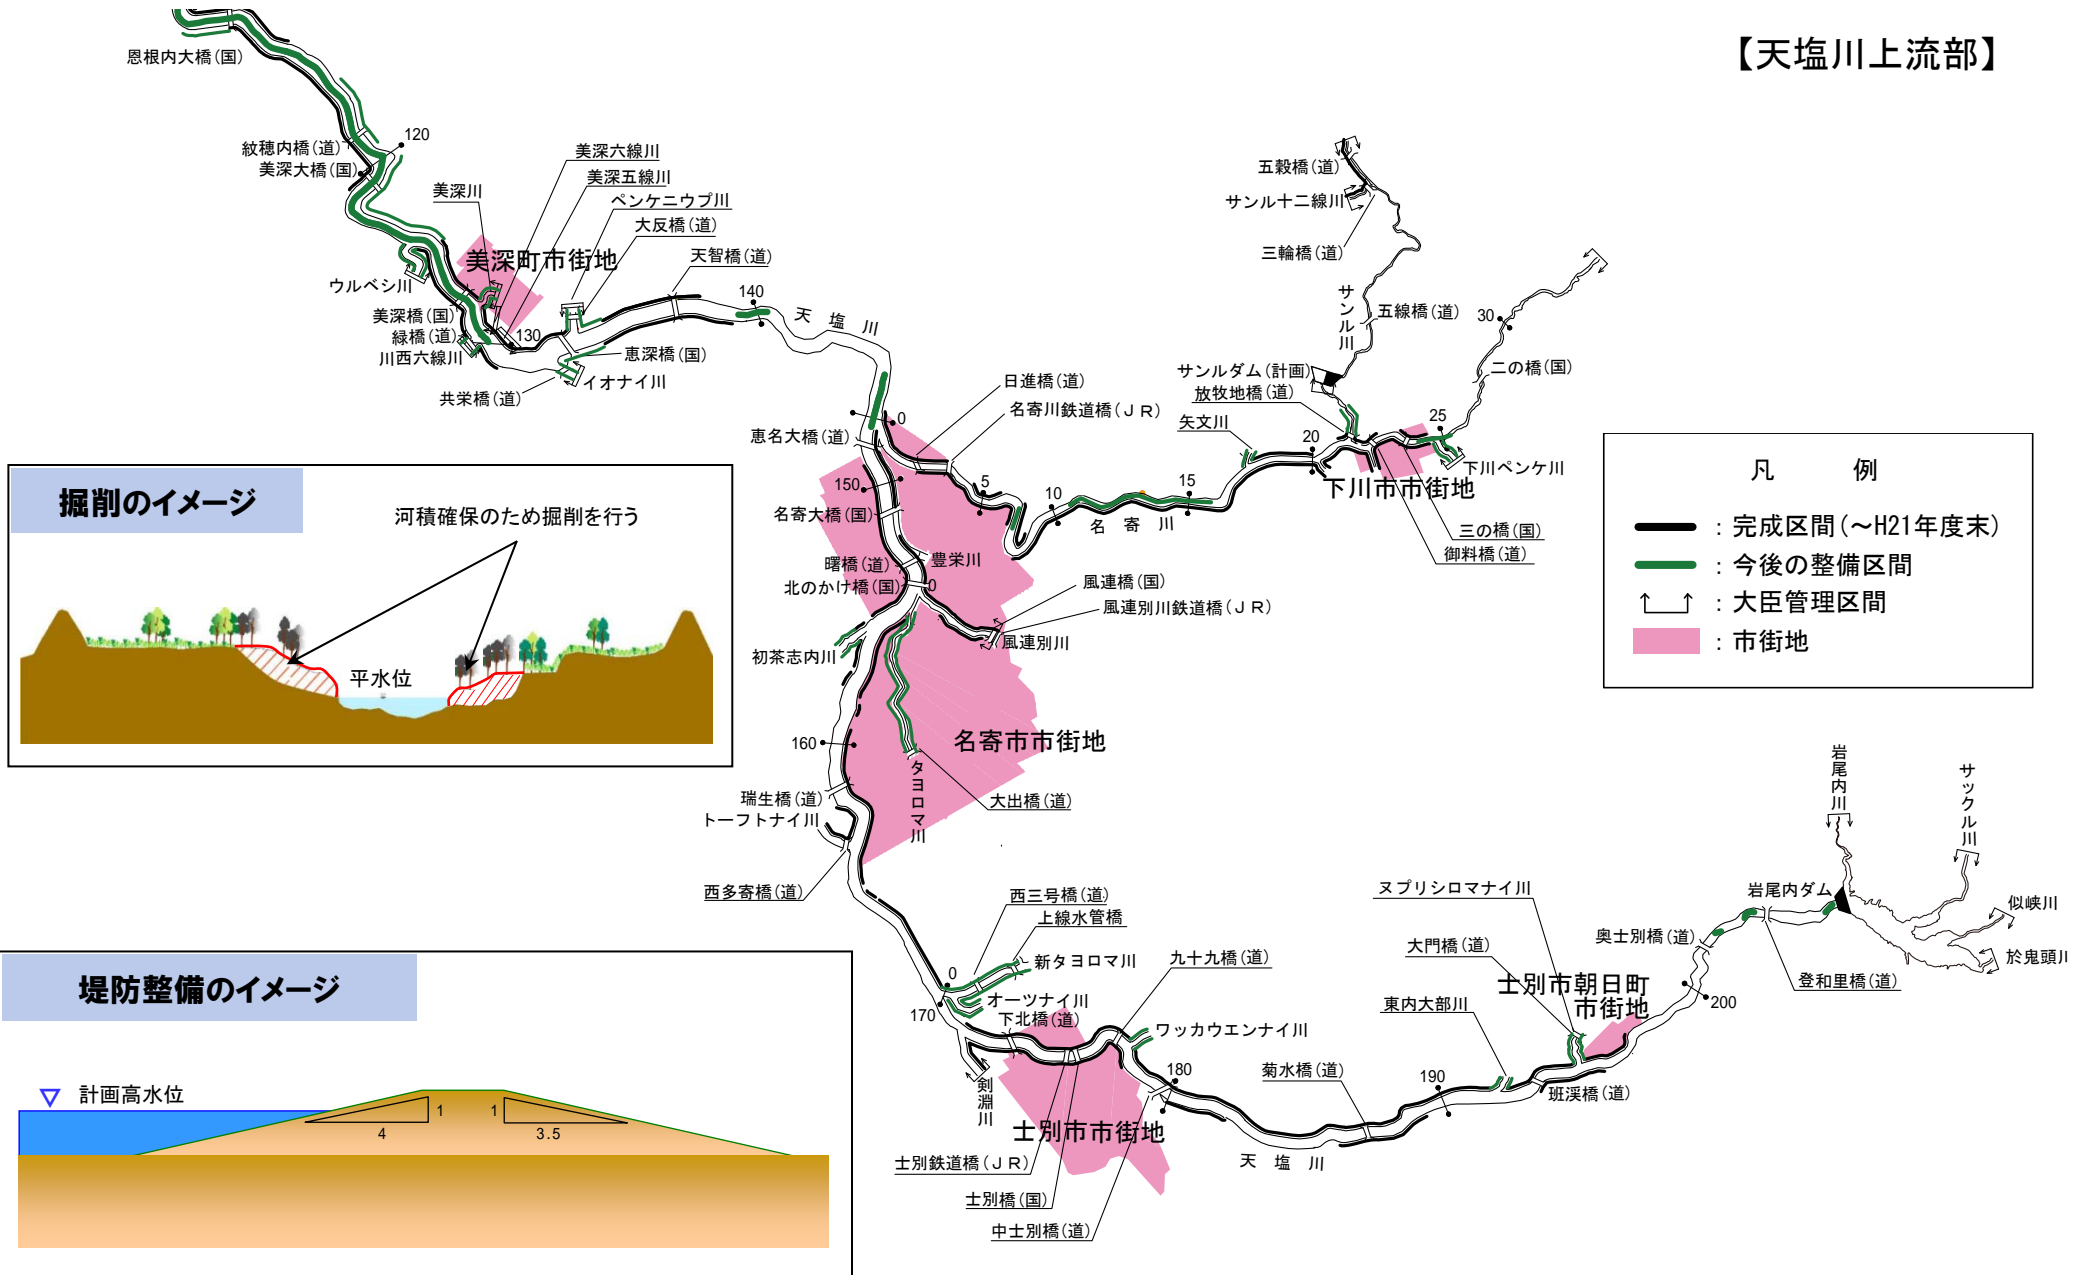 【天塩川上流部】
恩根内大橋(国)
紋穂内橋(道)
120
美深大橋(国)
美深六線川
美深五線川
美深川
ペンケニウプ川
大反橋(道)
天智橋(道)
美深町市街地
ウルベシ川
美深橋(国)
緑橋(道)
川西六線川
130
恵深橋(国)
イオナイ川
共栄橋(道)
140
天塩川
五穀橋(道)
サンル十二線川
三輪橋(道)
サンル川
五線橋(道)
30
二の橋(国)
サンルダム(計画)
放牧地橋(道)
日進橋(道)
名寄川鉄道橋(JR)
矢文川
0
恵名大橋(道)
20
25
下川ペンケ川
下川市市街地
150
5
10
15
名寄川
名寄大橋(国)
三の橋(国)
御料橋(道)
曙橋(道)
豊栄川
北のかけ橋(国)
0
風連橋(国)
風連別川鉄道橋(JR)
風連別川
初茶志内川
160
名寄市市街地
タヨロマ川
大出橋(道)
瑞生橋(道)
トーフトナイ川
西多寄橋(道)
西三号橋(道)
上線水管橋
新タヨロマ川
0
オーツナイ川
170
下北橋(道)
九十九橋(道)
ワッカウエンナイ川
剣淵川
180
士別市市街地
士別鉄道橋(JR)
士別橋(国)
中士別橋(道)
天塩川
菊水橋(道)
190
東内大部川
大門橋(道)
ヌプリシロマナイ川
士別市朝日町
市街地
班渓橋(道)
200
奥士別橋(道)
登和里橋(道)
岩尾内ダム
岩尾内川
サックル川
似峡川
於鬼頭川
凡例
:完成区間(～H21年度末)
:今後の整備区間
:大臣管理区間
:市街地
掘削のイメージ
河積確保のため掘削を行う
平水位
堤防整備のイメージ
計画高水位
1
4
1
3.5